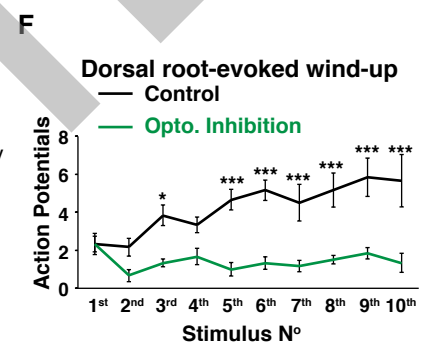 F
Dorsal root-evoked wind-up
Control
Opto. Inhibition
Action Potentials
8
6
4
2
0
* *** *** *** *** *** ***
1st 2nd 3rd 4th 5th 6th 7th 8th 9th 10th
Stimulus Nº